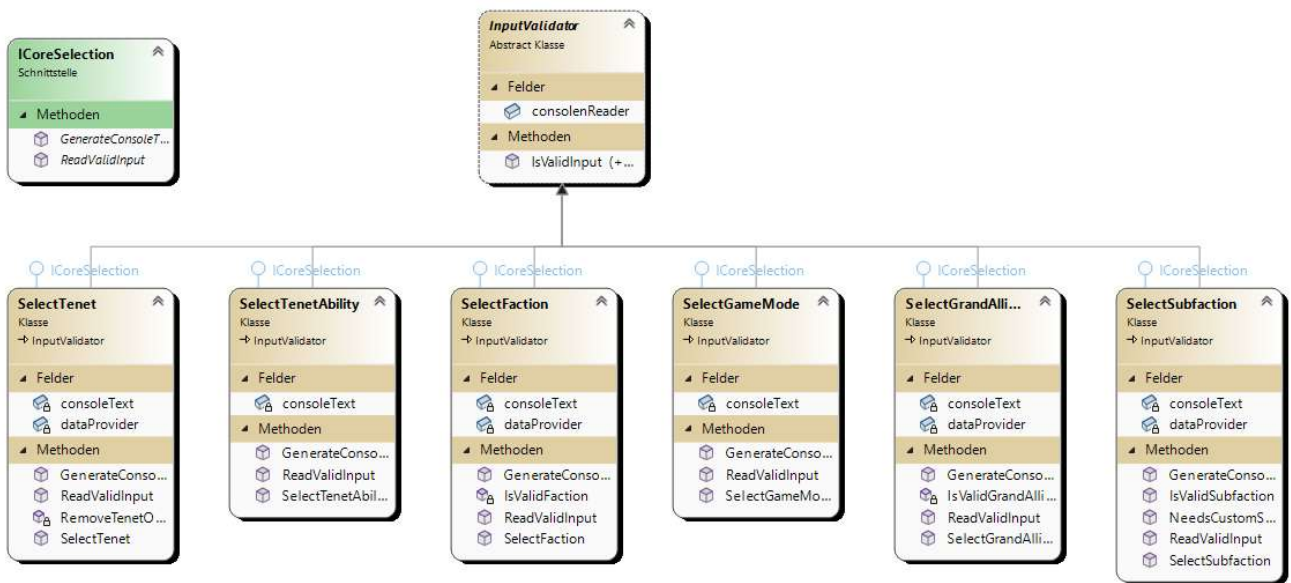 ICoreSelection
Schnittstelle
Methoden
GenerateConsoleT...
ReadValidInput
InputValidator
Abstract Klasse
Felder
consolenReader
Methoden
IsValidInput (+...
ICoreSelection
SelectTenet
Klasse
InputValidator
Felder
consoleText
dataProvider
Methoden
GenerateConso...
ReadValidInput
RemoveTenetO...
SelectTenet
ICoreSelection
SelectTenetAbility
Klasse
InputValidator
Felder
consoleText
Methoden
GenerateConso...
ReadValidInput
SelectTenetAbil...
ICoreSelection
SelectFaction
Klasse
InputValidator
Felder
consoleText
dataProvider
Methoden
GenerateConso...
IsValidFaction
ReadValidInput
SelectFaction
ICoreSelection
SelectGameMode
Klasse
InputValidator
Felder
consoleText
Methoden
GenerateConso...
ReadValidInput
SelectGameMo...
ICoreSelection
SelectGrandAlli...
Klasse
InputValidator
Felder
consoleText
dataProvider
Methoden
GenerateConso...
IsValidGrandAlli...
ReadValidInput
SelectGrandAlli...
ICoreSelection
SelectSubfaction
Klasse
InputValidator
Felder
consoleText
dataProvider
Methoden
GenerateConso...
IsValidSubfaction
NeedsCustomS...
ReadValidInput
SelectSubfaction